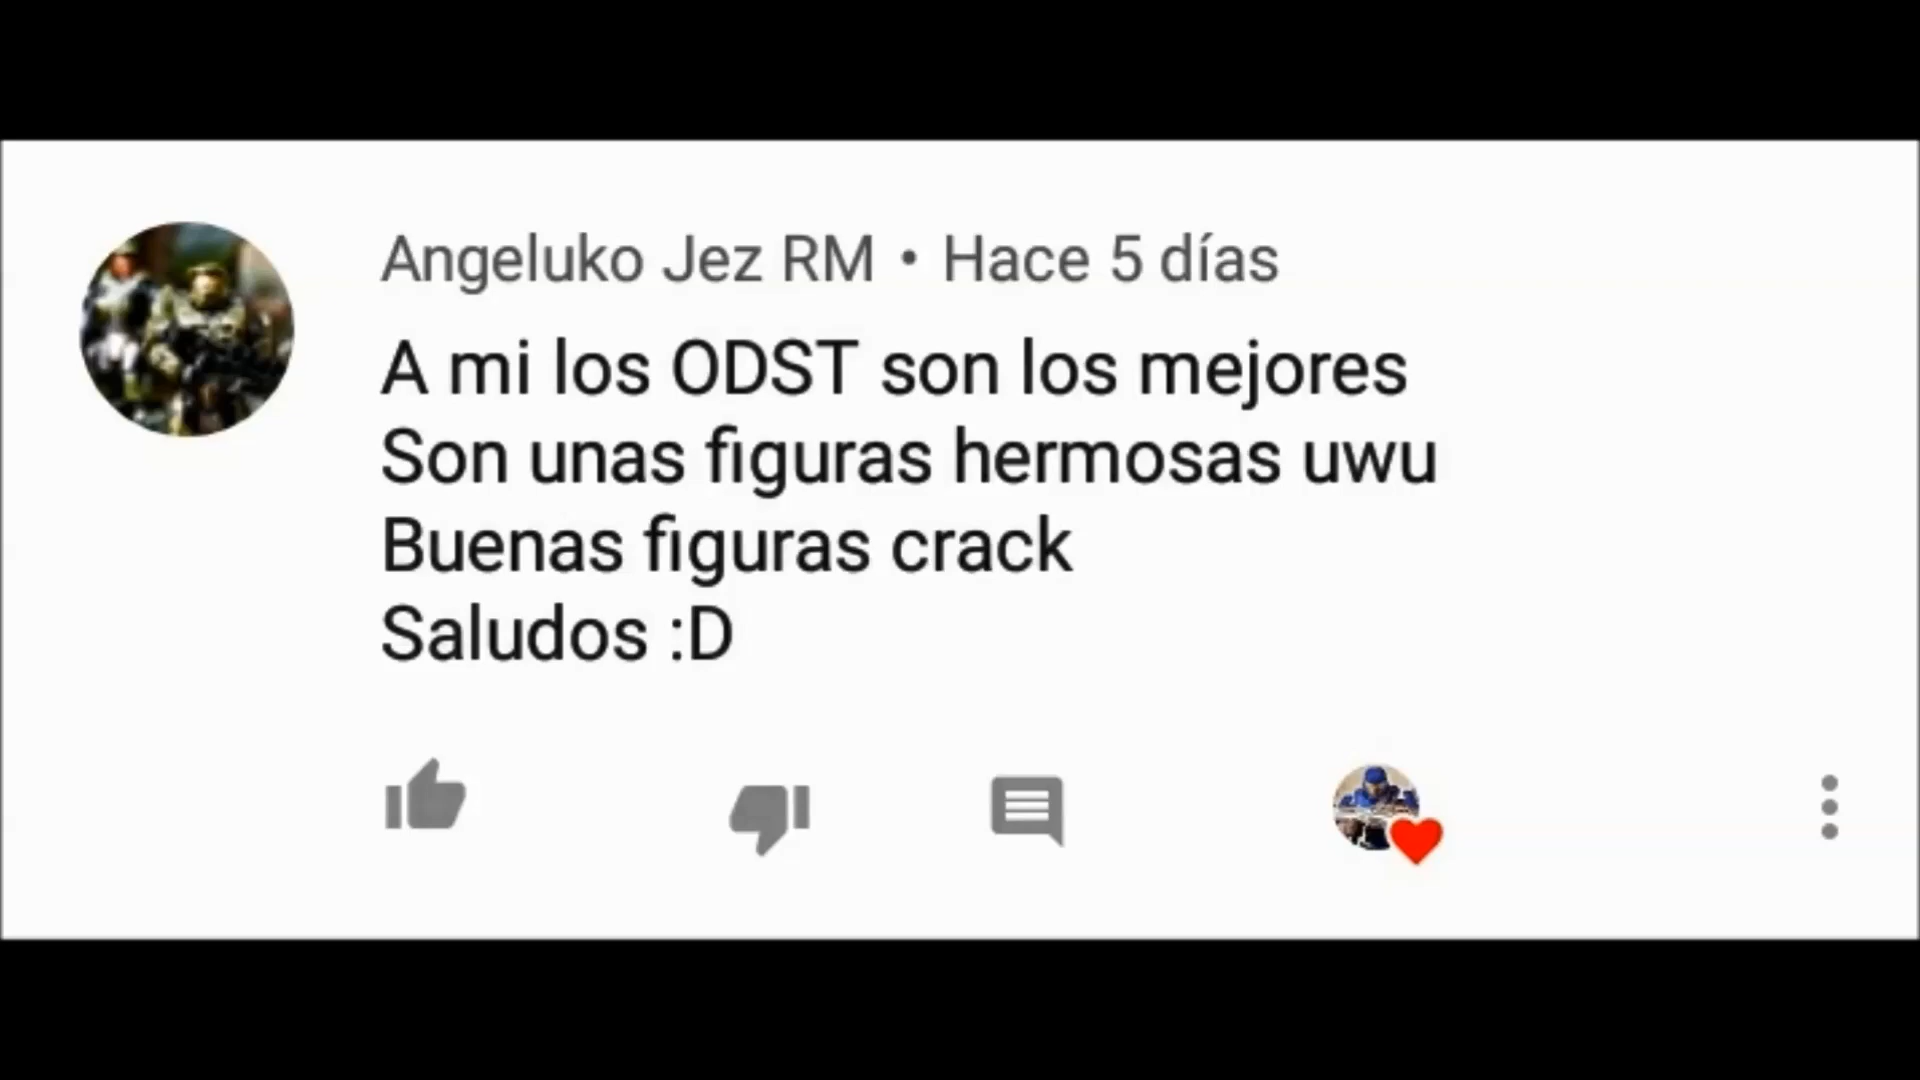 Angeluko Jez RM • Hace 5 días
A mi los ODST son los mejores
Son unas figuras hermosas uwu
Buenas figuras crack
Saludos :D